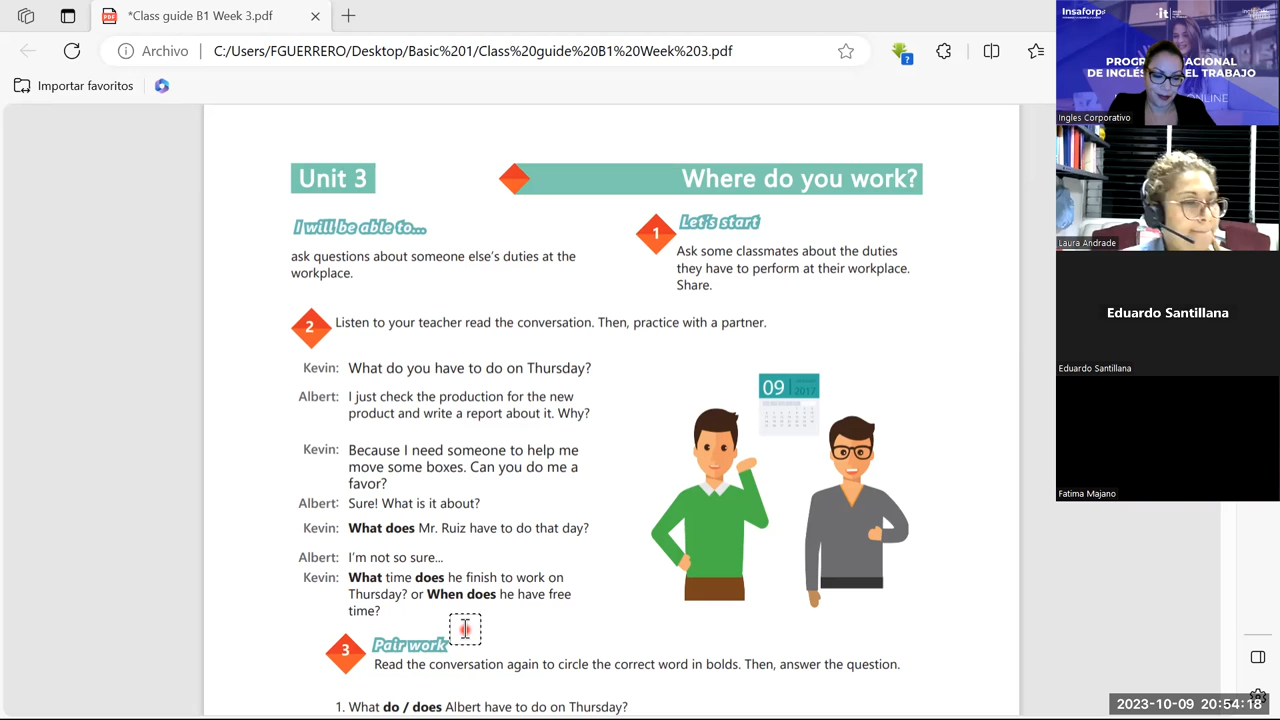 *Class guide B1 Week 3.pdf
Archivo
C:/Users/FGUERRERO/Desktop/Basic%201/Class%20guide%20B1%20Week%203.pdf
Importar favoritos
Unit 3
Where do you work?
I will be able to...
ask questions about someone else's duties at the
workplace.
1
Let's start
Ask some classmates about the duties
they have to perform at their workplace.
Share.
2
Listen to your teacher read the conversation. Then, practice with a partner.
Kevin: What do you have to do on Thursday?
Albert: I just check the production for the new
product and write a report about it. Why?
Kevin: Because I need someone to help me
move some boxes. Can you do me a
favor?
Albert: Sure! What is it about?
Kevin: What does Mr. Ruiz have to do that day?
Albert: I'm not so sure...
Kevin: What time does he finish to work on
Thursday? or When does he have free
time?
09
2017
3
Pair work
Read the conversation again to circle the correct word in bolds. Then, answer the question.
1. What do / does Albert have to do on Thursday?
Insaforp
it
ONLINE
Ingles Corporativo
Laura Andrade
Eduardo Santillana
Eduardo Santillana
Fatima Majano
2023-10-09 20:54:18